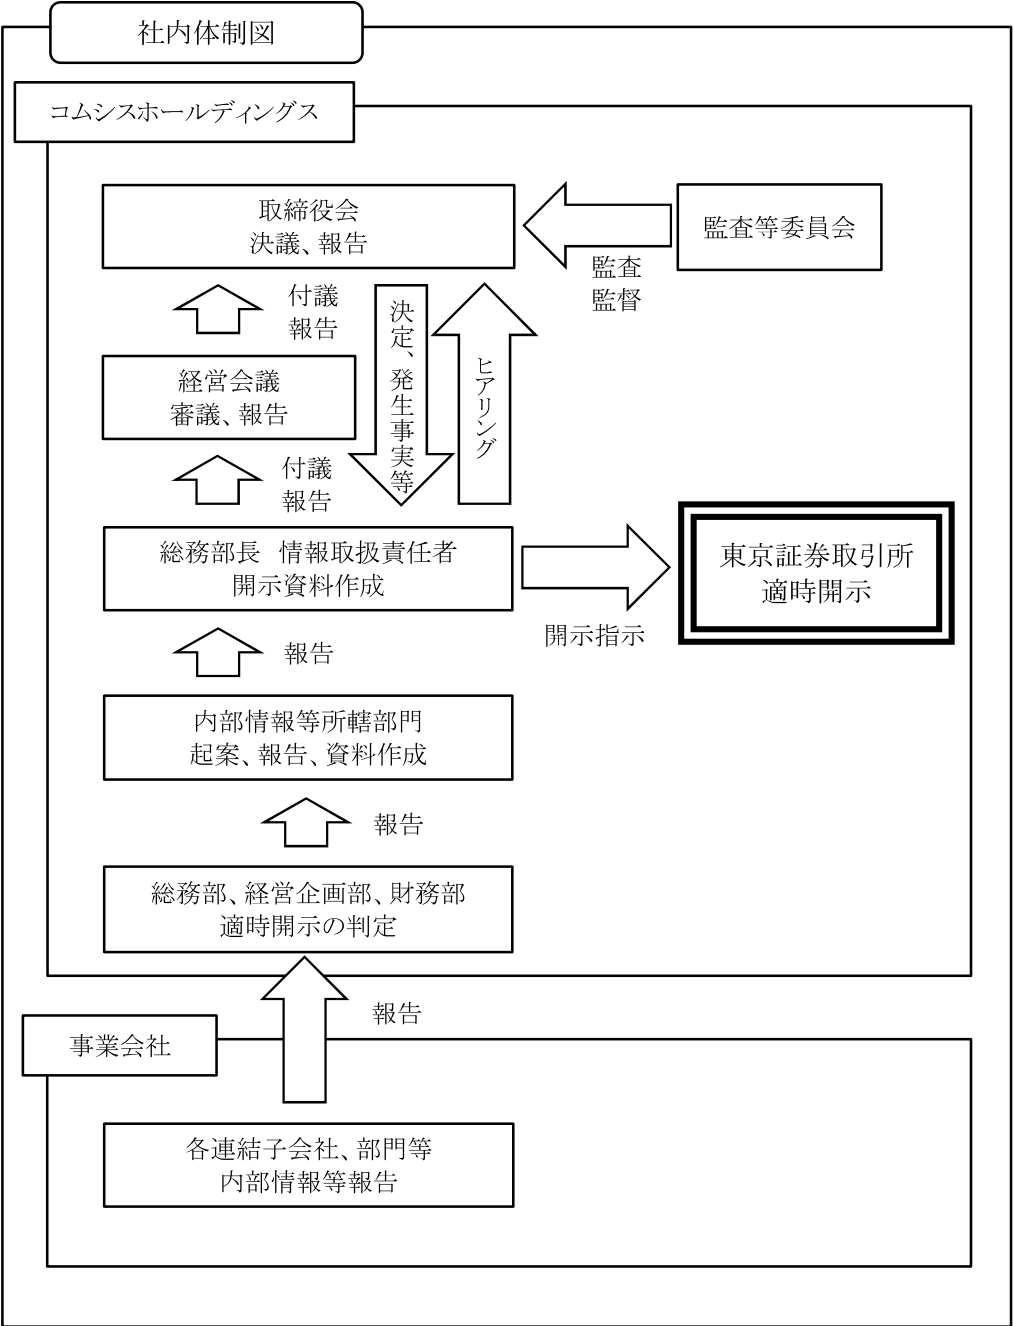 社内体制図
コムシスホールディングス
取締役会
決議、報告
監査等委員会
監査
監督
付議
報告
決定、発生事実等
ヒアリング
経営会議
審議、報告
付議
報告
総務部長　情報取扱責任者
開示資料作成
東京証券取引所
適時開示
開示指示
報告
内部情報等所轄部門
起案、報告、資料作成
報告
総務部、経営企画部、財務部
適時開示の判定
報告
事業会社
各連結子会社、部門等
内部情報等報告